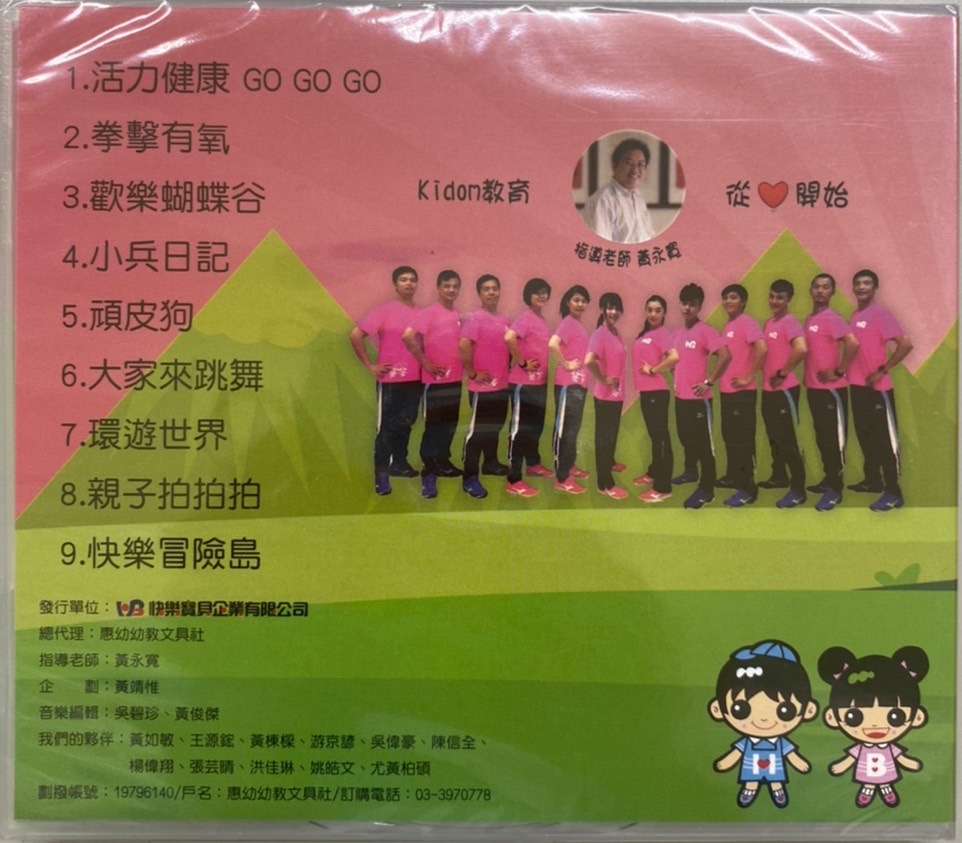 1.活力健康 GO GO GO
2.拳擊有氧
3.歡樂蝴蝶谷
4.小兵日記
5.頑皮狗
6.大家來跳舞
7.環遊世界
8.親子拍拍拍
9.快樂冒險島
Kidom教育
從❤開始
指導老師 黃永寬
發行單位：HB 快樂寶貝企業有限公司
總代理：惠幼幼教文具社
指導老師：黃永寬
企　　劃：黃靖惟
音樂編輯：吳碧珍、黃俊傑
我們的夥伴：黃如敏、王源鋐、黃棟樑、游京諺、吳偉豪、陳信全、
楊偉翔、張芸晴、洪佳琳、姚皓文、尤黃柏碩
劃撥帳號：19796140/戶名：惠幼幼教文具社/訂購電話：03-3970778
H
B